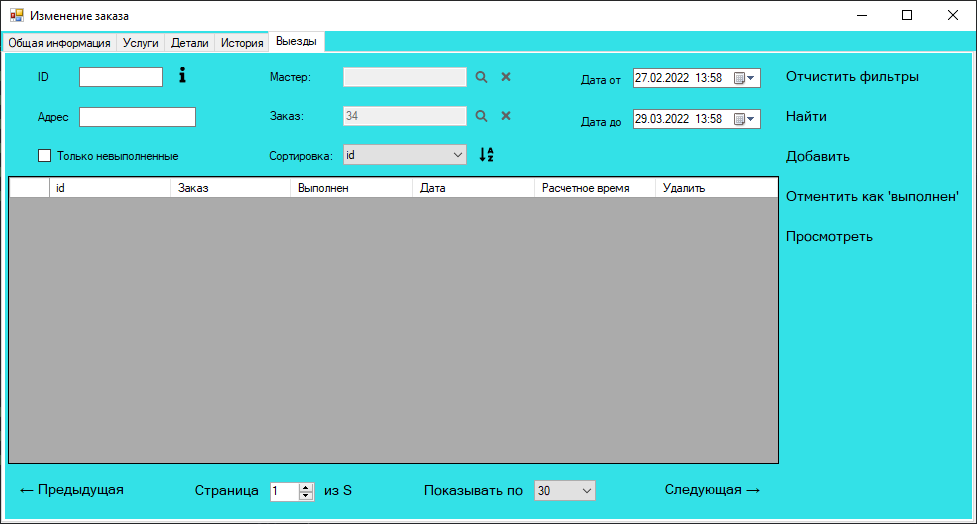 Изменение заказа
Общая информация Услуги Детали История Выезды
ID Мастер: Дата от 27.02.2022 13:58 Отчистить фильтры
Адрес Заказ: 34 Дата до 29.03.2022 13:58 Найти
Только невыполненные Сортировка: id Добавить
id Заказ Выполнен Дата Расчетное время Удалить
Отментить как 'выполнен'
Просмотреть
← Предыдущая Страница 1 из S Показывать по 30 Следующая →